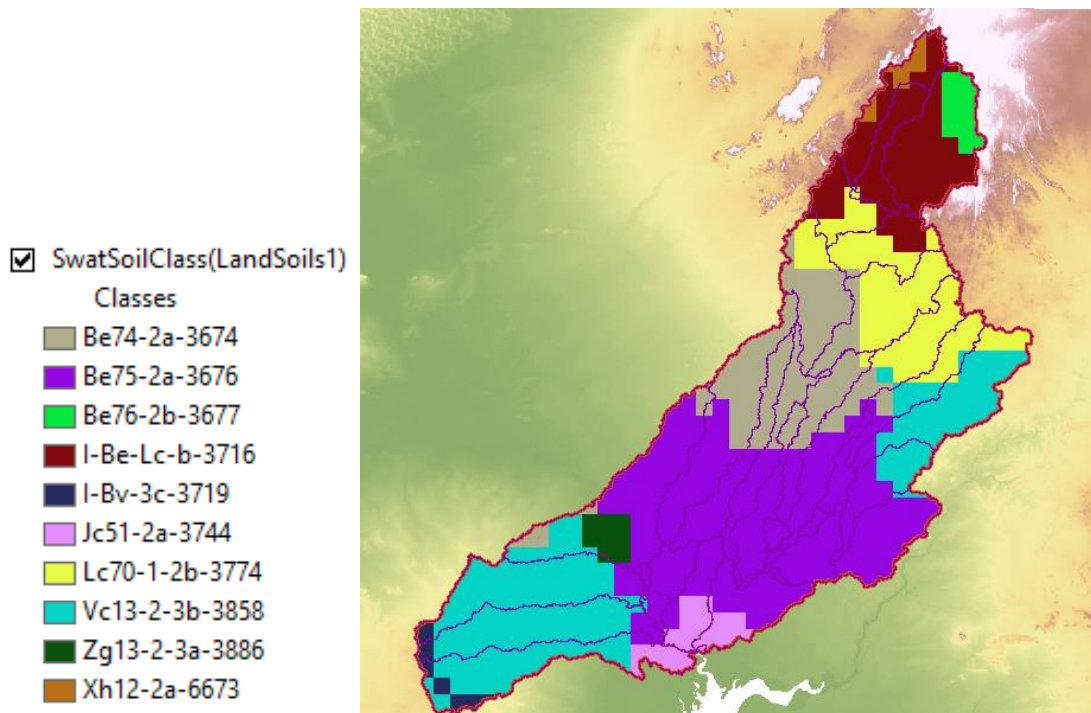 SwatSoilClass(LandSoils1)
Classes
Be74-2a-3674
Be75-2a-3676
Be76-2b-3677
I-Be-Lc-b-3716
I-Bv-3c-3719
Jc51-2a-3744
Lc70-1-2b-3774
Vc13-2-3b-3858
Zg13-2-3a-3886
Xh12-2a-6673